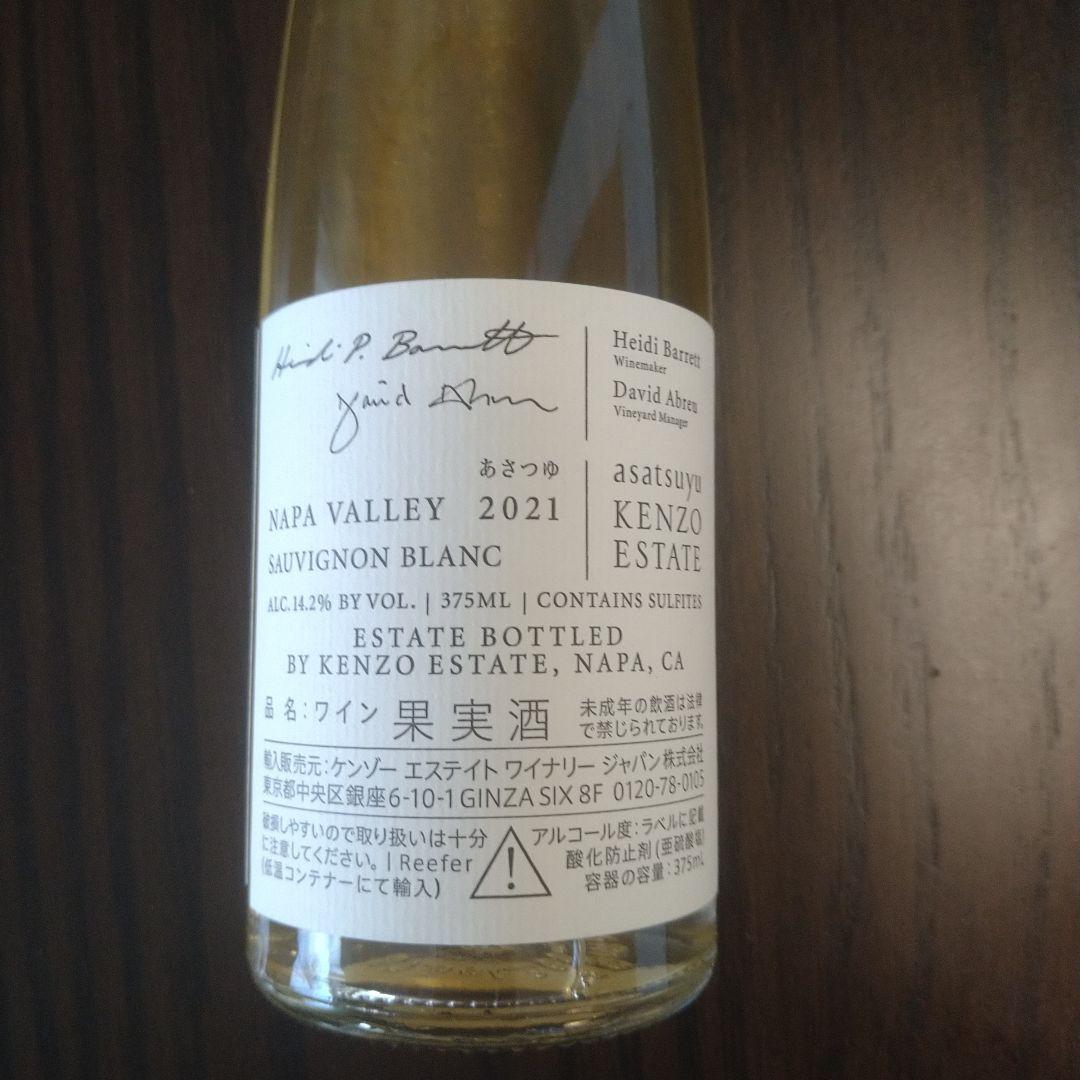 Heidi P. Barrett
David Abreu
Heidi Barrett
Winemaker
David Abreu
Vineyard Manager
あさつゆ
NAPA VALLEY 2021
SAUVIGNON BLANC
asatsuyu
KENZO
ESTATE
ALC. 14.2% BY VOL. | 375ML | CONTAINS SULFITES
ESTATE BOTTLED
BY KENZO ESTATE, NAPA, CA
品 名：ワイン 果実酒
未成年の飲酒は法律
で禁じられております。
輸入販売元：ケンゾー エステイト ワイナリー ジャパン株式会社
東京都中央区銀座6-10-1 GINZA SIX 8F 0120-78-0105
破損しやすいので取り扱いは十分
に注意してください。 | Reefer
(低温コンテナーにて輸入)
アルコール度：ラベルに記載
酸化防止剤(亜硫酸塩)
容器の容量：375mL